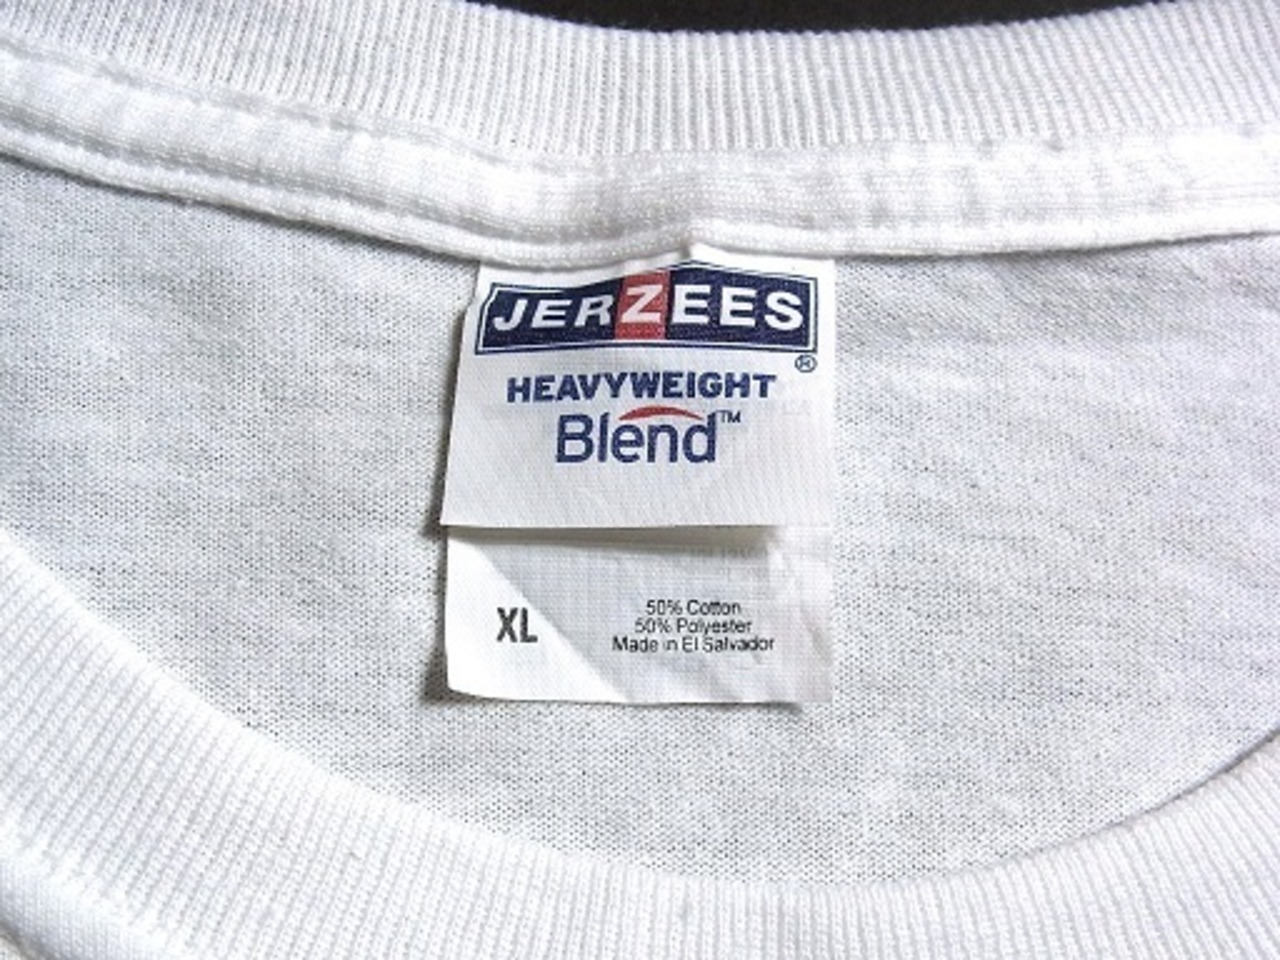 JERZEES
®
HEAVYWEIGHT
Blend™
XL
50% Cotton
50% Polyester
Made in El Salvador